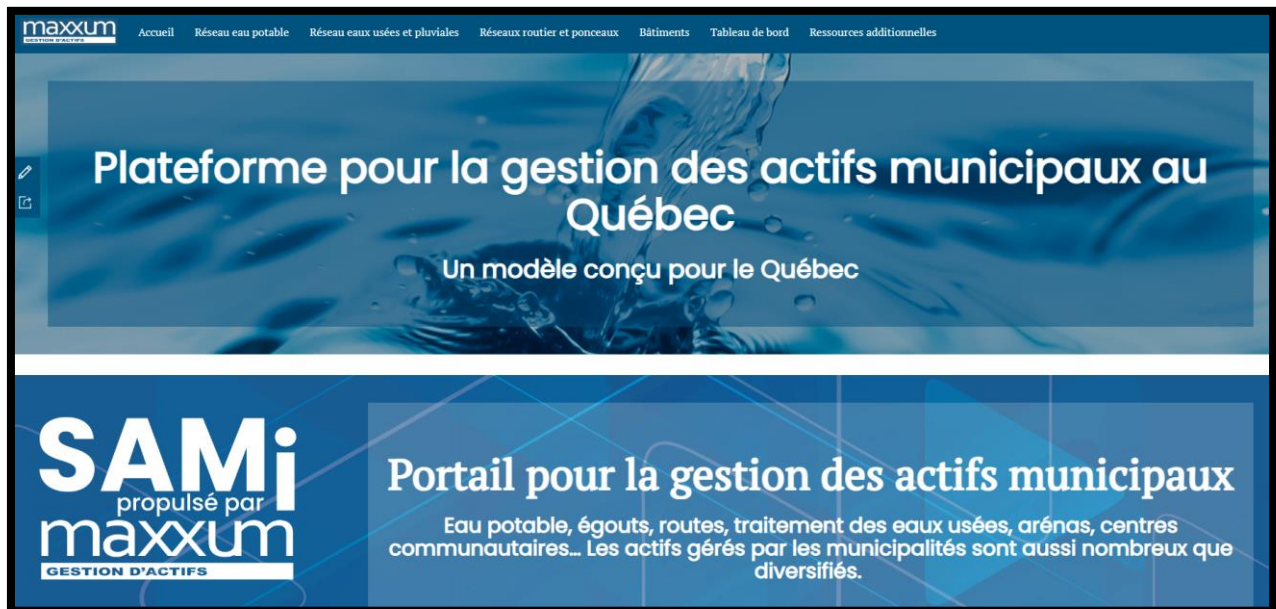 maxxum
GESTION D'ACTIFS
Accueil Réseau eau potable Réseau eaux usées et pluviales Réseaux routier et ponceaux Bâtiments Tableau de bord Ressources additionnelles
Plateforme pour la gestion des actifs municipaux au
Québec
Un modèle conçu pour le Québec
SAMi
propulsé par
maxxum
GESTION D'ACTIFS
Portail pour la gestion des actifs municipaux
Eau potable, égouts, routes, traitement des eaux usées, arénas, centres
communautaires... Les actifs gérés par les municipalités sont aussi nombreux que
diversifiés.